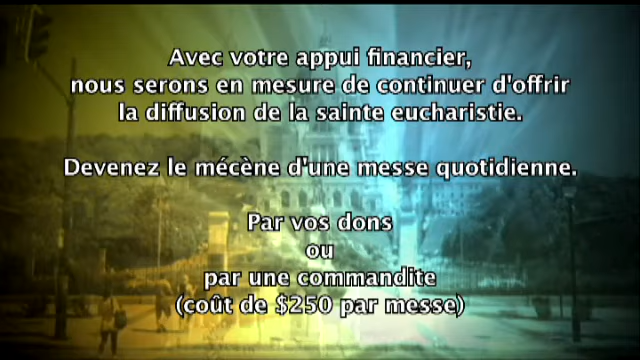 Avec votre appui financier,
nous serons en mesure de continuer d'offrir
la diffusion de la sainte eucharistie.
Devenez le mécène d'une messe quotidienne.
Par vos dons
ou
par une commandite
(coût de $250 par messe)